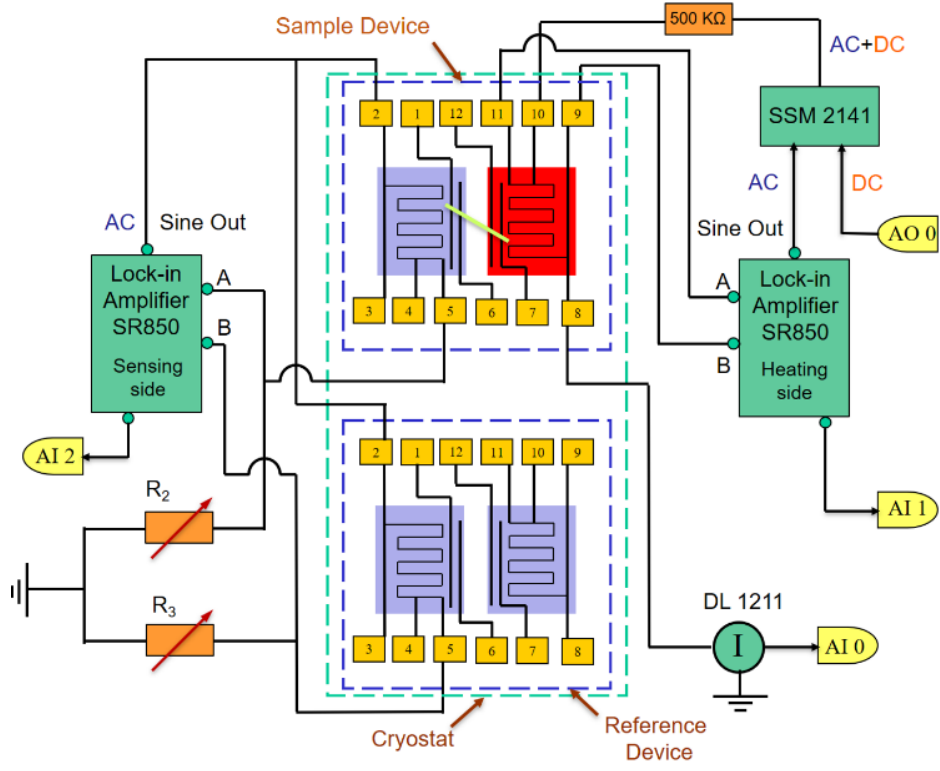 500 KΩ
Sample Device
AC+DC
2 1 12 11 10 9
SSM 2141
AC DC
AC Sine Out
Sine Out
AO 0
Lock-in
Amplifier
SR850
Sensing
side
A
B
A
B
Lock-in
Amplifier
SR850
Heating
side
3 4 5 6 7 8
AI 2
2 1 12 11 10 9
R2
AI 1
R3
DL 1211
3 4 5 6 7 8
I
AI 0
Cryostat
Reference
Device